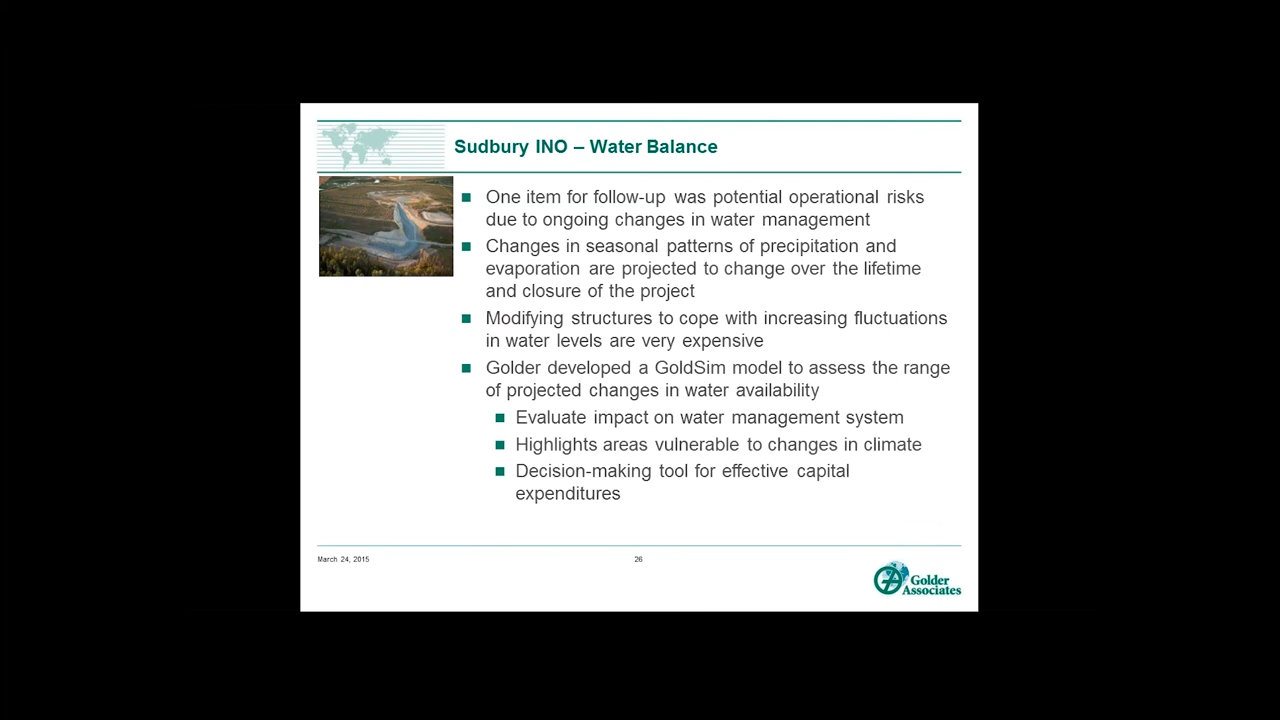 Sudbury INO – Water Balance
One item for follow-up was potential operational risks
due to ongoing changes in water management
Changes in seasonal patterns of precipitation and
evaporation are projected to change over the lifetime
and closure of the project
Modifying structures to cope with increasing fluctuations
in water levels are very expensive
Golder developed a GoldSim model to assess the range
of projected changes in water availability
Evaluate impact on water management system
Highlights areas vulnerable to changes in climate
Decision-making tool for effective capital
expenditures
March 24, 2015
26
Golder
Associates